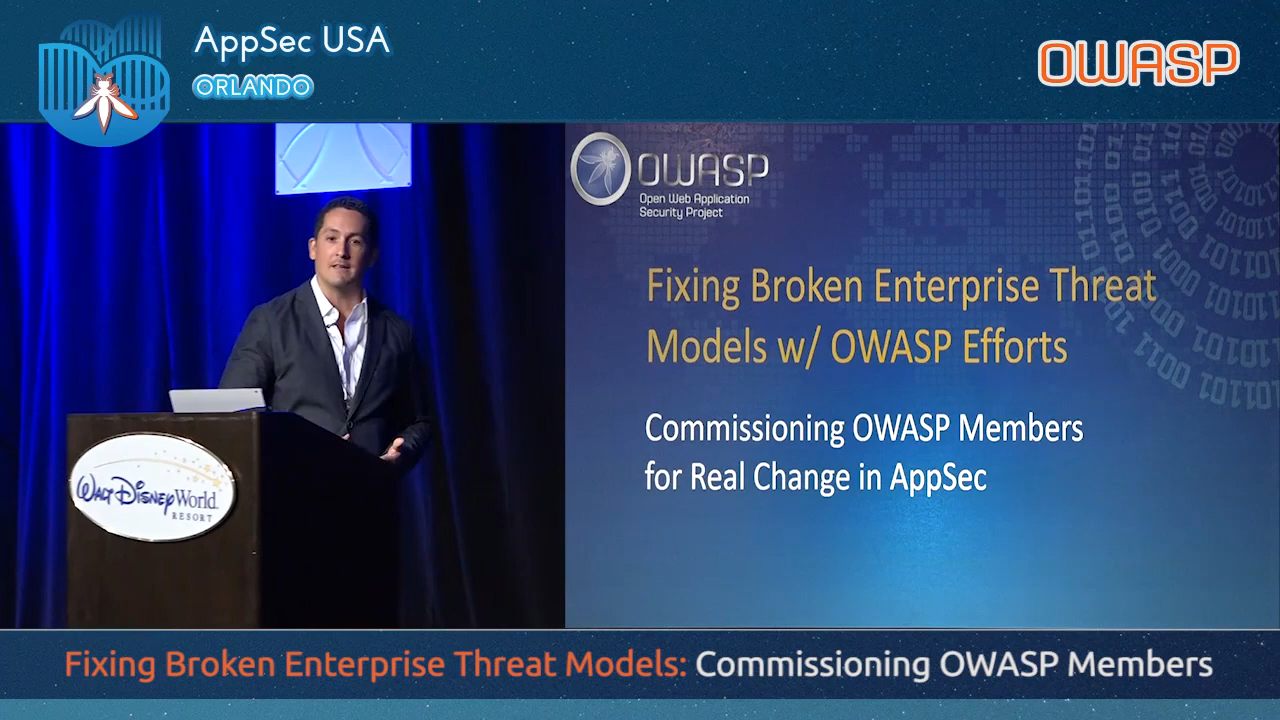 AppSec USA
ORLANDO
OWASP
OWASP
Open Web Application
Security Project
Fixing Broken Enterprise Threat
Models w/ OWASP Efforts
Commissioning OWASP Members
for Real Change in AppSec
WALT DISNEY World
RESORT
Fixing Broken Enterprise Threat Models: Commissioning OWASP Members